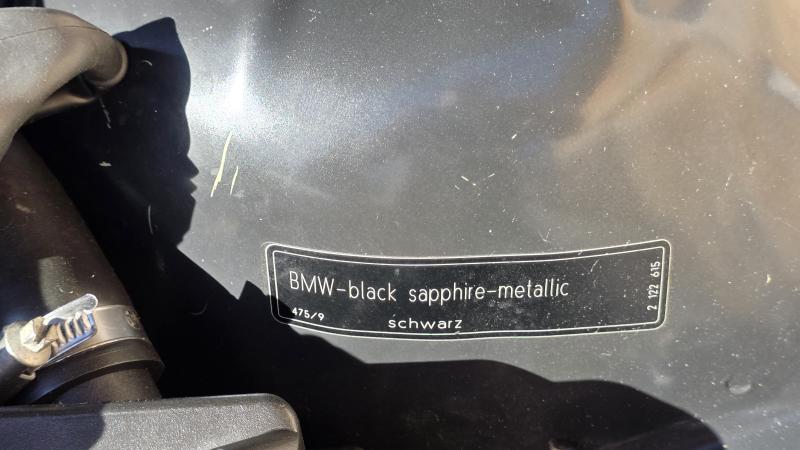 BMW-black sapphire-metallic
475/9
schwarz
2 122 615